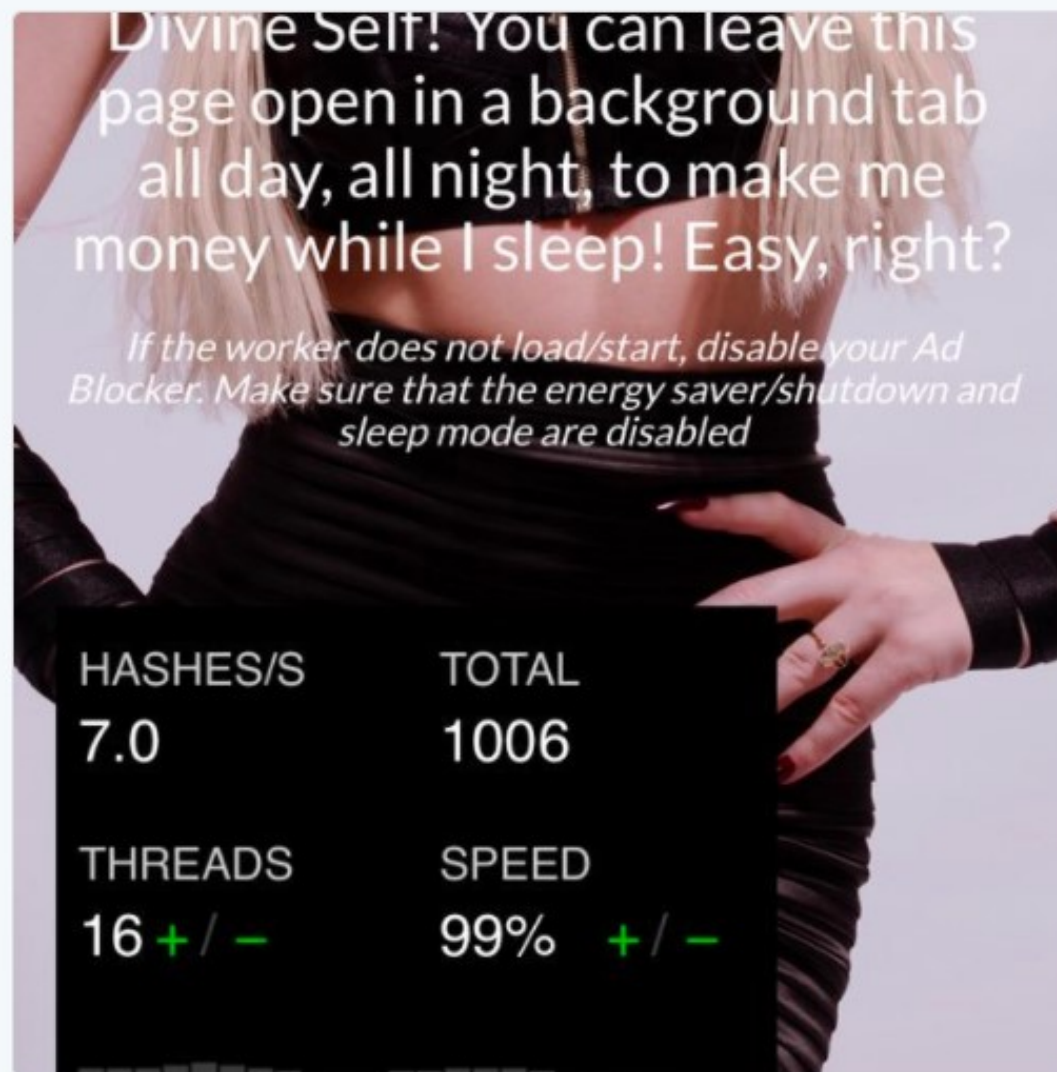 Divine Self! You can leave this
page open in a background tab
all day, all night, to make me
money while I sleep! Easy, right?
If the worker does not load/start, disable your Ad
Blocker. Make sure that the energy saver/shutdown and
sleep mode are disabled
HASHES/S TOTAL
7.0 1006
THREADS SPEED
16 + / − 99% + / −